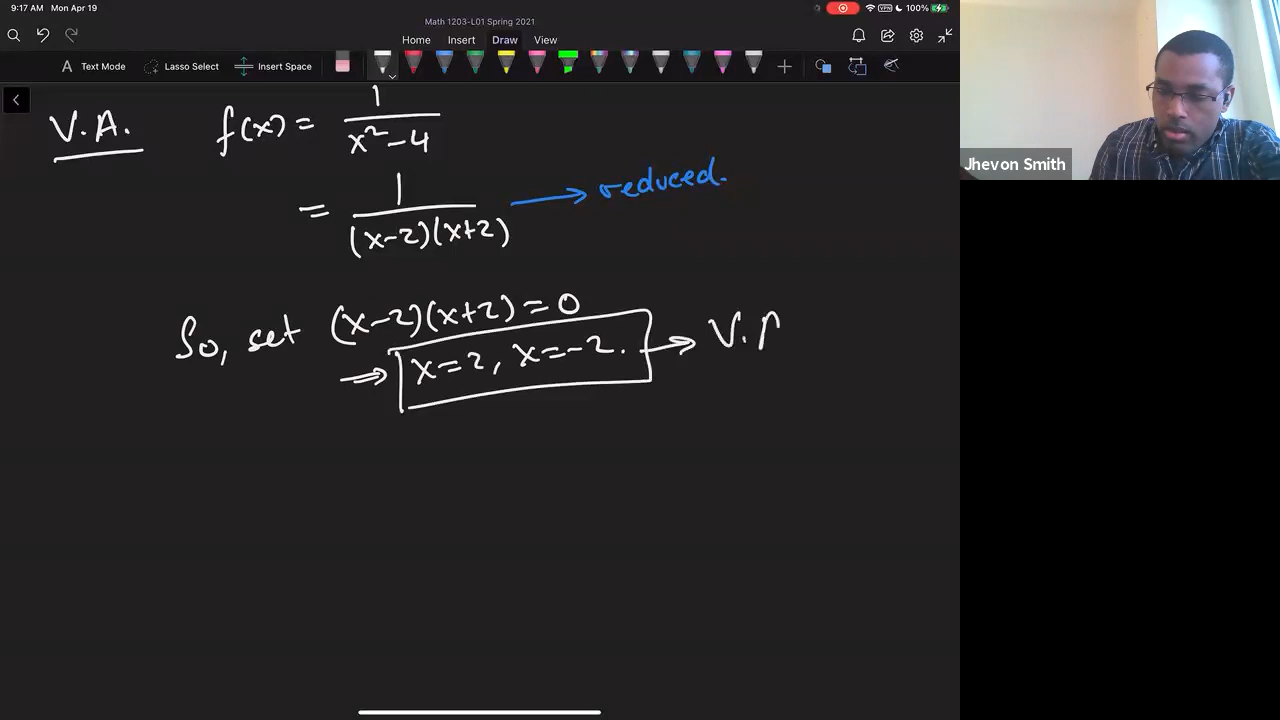 9:17 AM Mon Apr 19
VPN 100%
Math 1203-L01 Spring 2021
Home Insert Draw View
Text Mode Lasso Select Insert Space
V.A. f(x) = 1 / (x² - 4)
= 1 / ((x-2)(x+2)) → reduced.
So, set (x-2)(x+2) = 0
⇒ x=2, x=-2. → V.A
Jhevon Smith